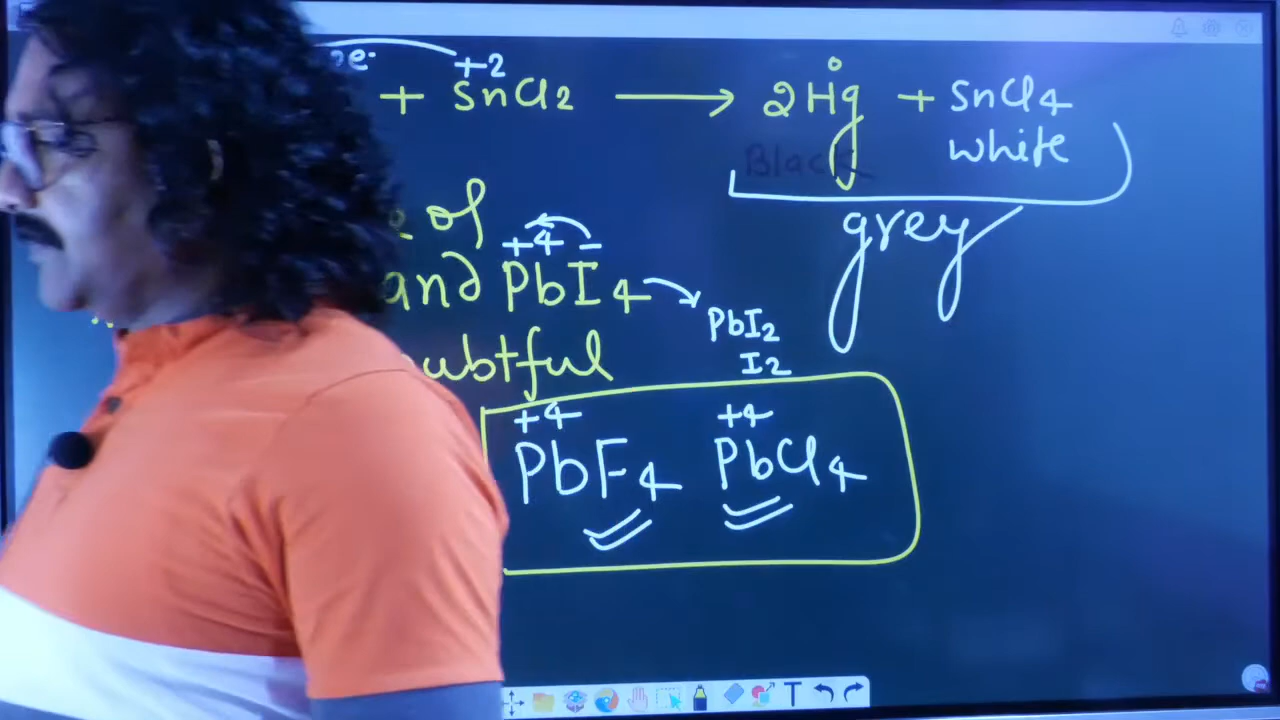 e-
+2
+ SnCl2 ⟶ 2Hg + SnCl4
0
Black white
grey
of
+4 -
and PbI4
PbI2
I2
ubtful
+4 +4
PbF4 PbCl4
T